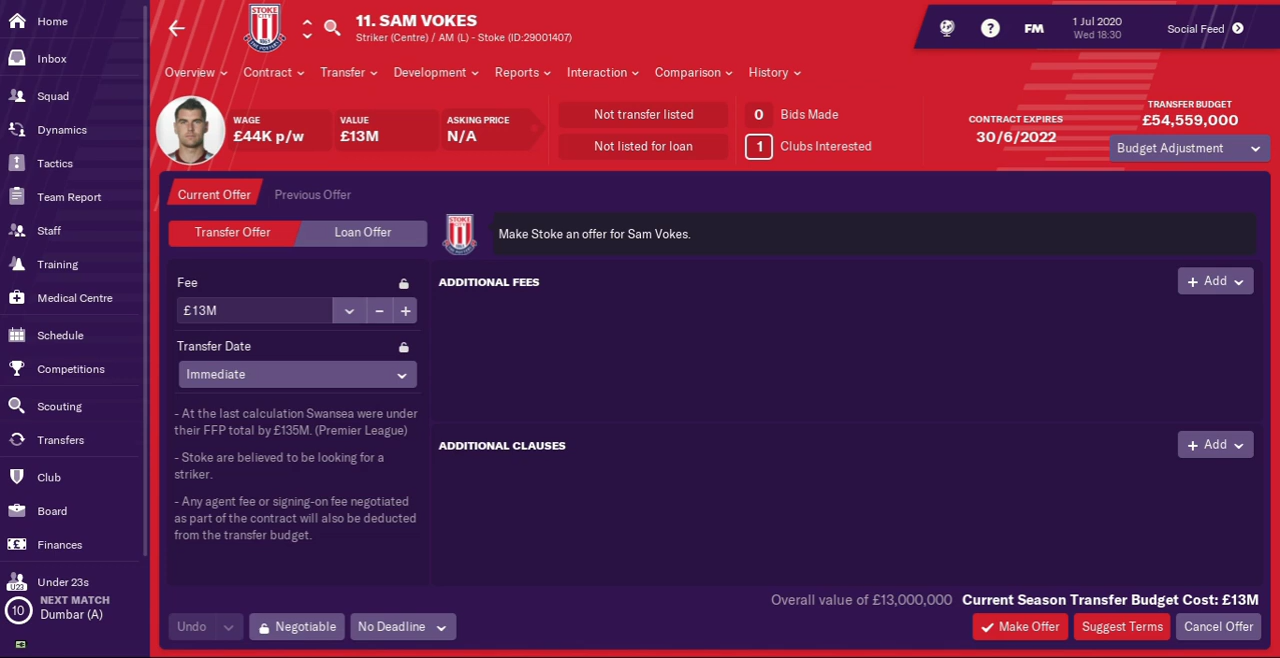 Home
Inbox
Squad
Dynamics
Tactics
Team Report
Staff
Training
Medical Centre
Schedule
Competitions
Scouting
Transfers
Club
Board
Finances
U23
Under 23s
NEXT MATCH
10
Dumbar (A)
STOKE
CITY
11. SAM VOKES
Striker (Centre) / AM (L) - Stoke (ID:29001407)
?
FM
1 Jul 2020
Wed 18:30
Social Feed
Overview
Contract
Transfer
Development
Reports
Interaction
Comparison
History
WAGE
£44K p/w
VALUE
£13M
ASKING PRICE
N/A
Not transfer listed
Not listed for loan
0 Bids Made
1 Clubs Interested
CONTRACT EXPIRES
30/6/2022
TRANSFER BUDGET
£54,559,000
Budget Adjustment
Current Offer
Previous Offer
Transfer Offer
Loan Offer
STOKE
Make Stoke an offer for Sam Vokes.
Fee
£13M
Transfer Date
Immediate
- At the last calculation Swansea were under
their FFP total by £135M. (Premier League)
- Stoke are believed to be looking for a
striker.
- Any agent fee or signing-on fee negotiated
as part of the contract will also be deducted
from the transfer budget.
ADDITIONAL FEES
+ Add
ADDITIONAL CLAUSES
+ Add
Overall value of £13,000,000 Current Season Transfer Budget Cost: £13M
Undo
Negotiable
No Deadline
Make Offer
Suggest Terms
Cancel Offer